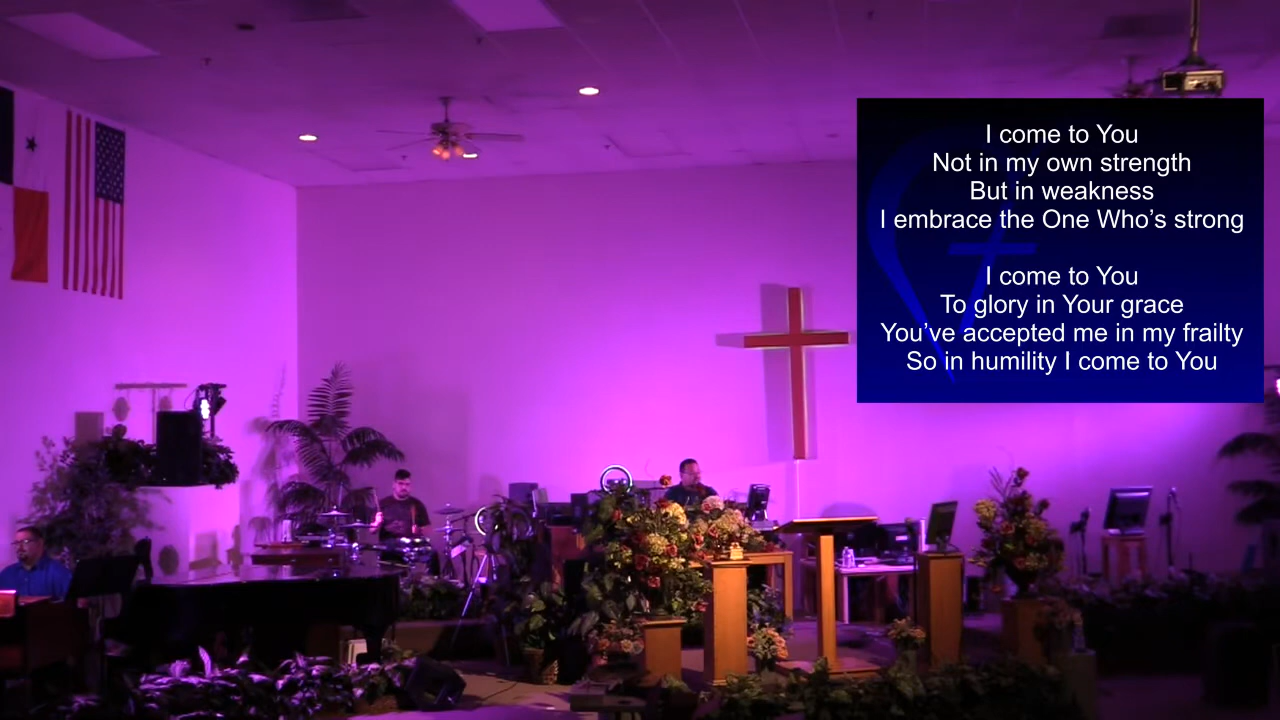 I come to You
Not in my own strength
But in weakness
I embrace the One Who’s strong
I come to You
To glory in Your grace
You’ve accepted me in my frailty
So in humility I come to You